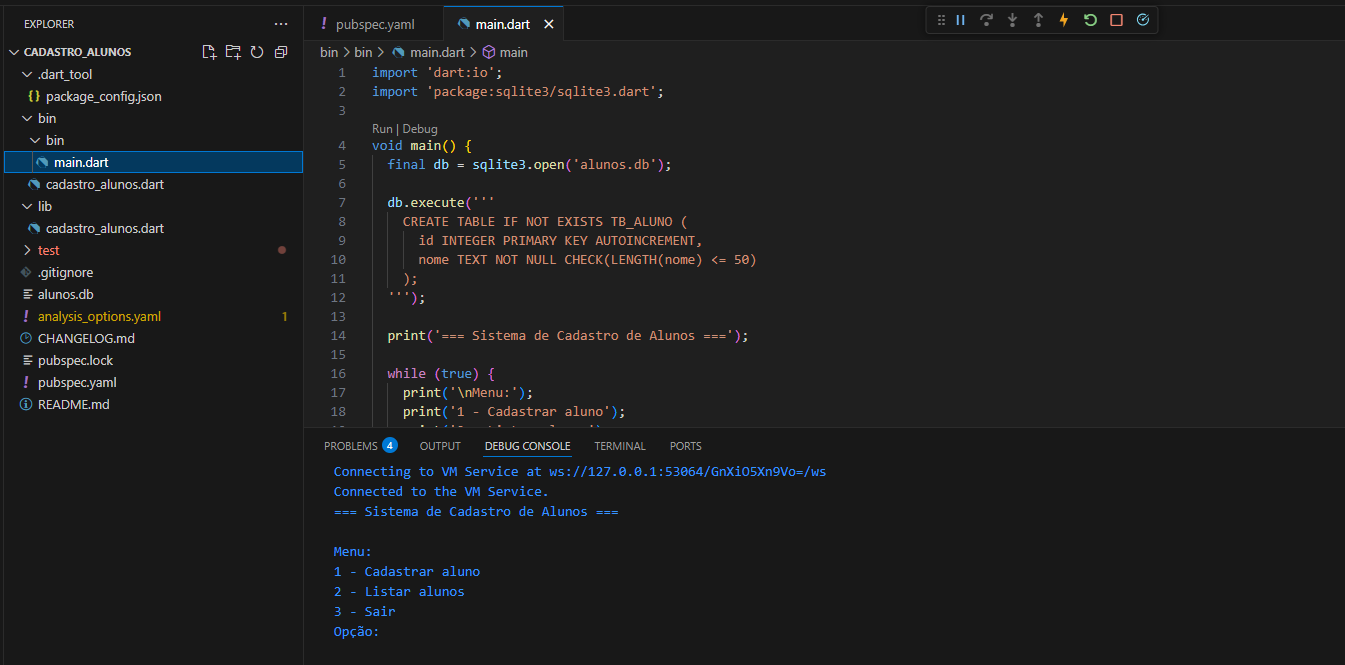 EXPLORER
CADASTRO_ALUNOS
.dart_tool
{} package_config.json
bin
bin
main.dart
cadastro_alunos.dart
lib
cadastro_alunos.dart
test
.gitignore
alunos.db
! analysis_options.yaml 1
CHANGELOG.md
pubspec.lock
! pubspec.yaml
README.md
! pubspec.yaml main.dart
bin > bin > main.dart > main
1 import 'dart:io';
2 import 'package:sqlite3/sqlite3.dart';
3
Run | Debug
4 void main() {
5 final db = sqlite3.open('alunos.db');
6
7 db.execute('''
8 CREATE TABLE IF NOT EXISTS TB_ALUNO (
9 id INTEGER PRIMARY KEY AUTOINCREMENT,
10 nome TEXT NOT NULL CHECK(LENGTH(nome) <= 50)
11 );
12 ''');
13
14 print('=== Sistema de Cadastro de Alunos ===');
15
16 while (true) {
17 print('\nMenu:');
18 print('1 - Cadastrar aluno');
PROBLEMS 4 OUTPUT DEBUG CONSOLE TERMINAL PORTS
Connecting to VM Service at ws://127.0.0.1:53064/GnXiO5Xn9Vo=/ws
Connected to the VM Service.
=== Sistema de Cadastro de Alunos ===
Menu:
1 - Cadastrar aluno
2 - Listar alunos
3 - Sair
Opção: